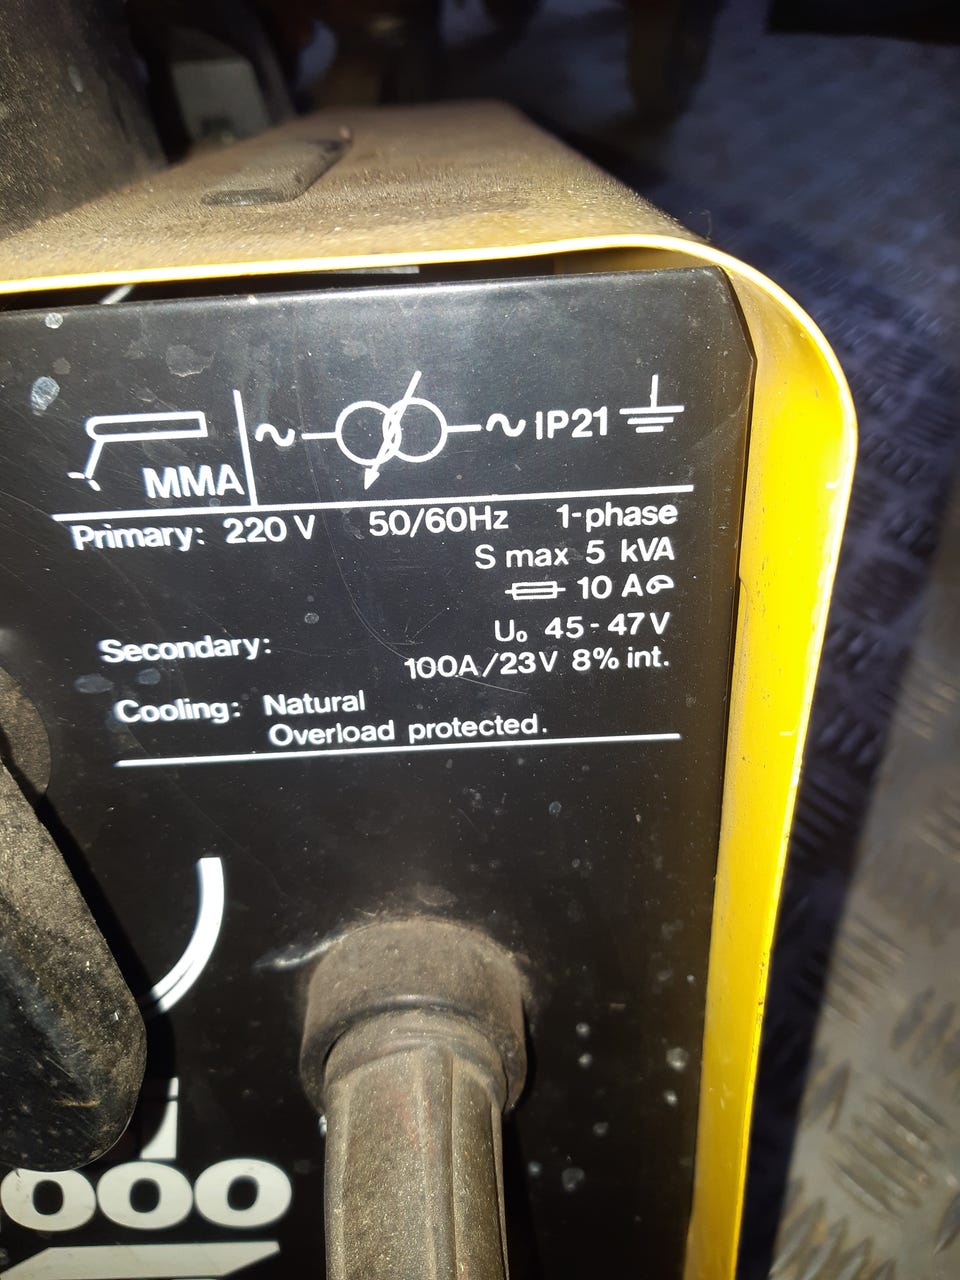 MMA
~ ~ IP21
Primary: 220 V 50/60Hz 1-phase
S max 5 kVA
10 A
Secondary: U₀ 45-47V
100A/23V 8% int.
Cooling: Natural
Overload protected.